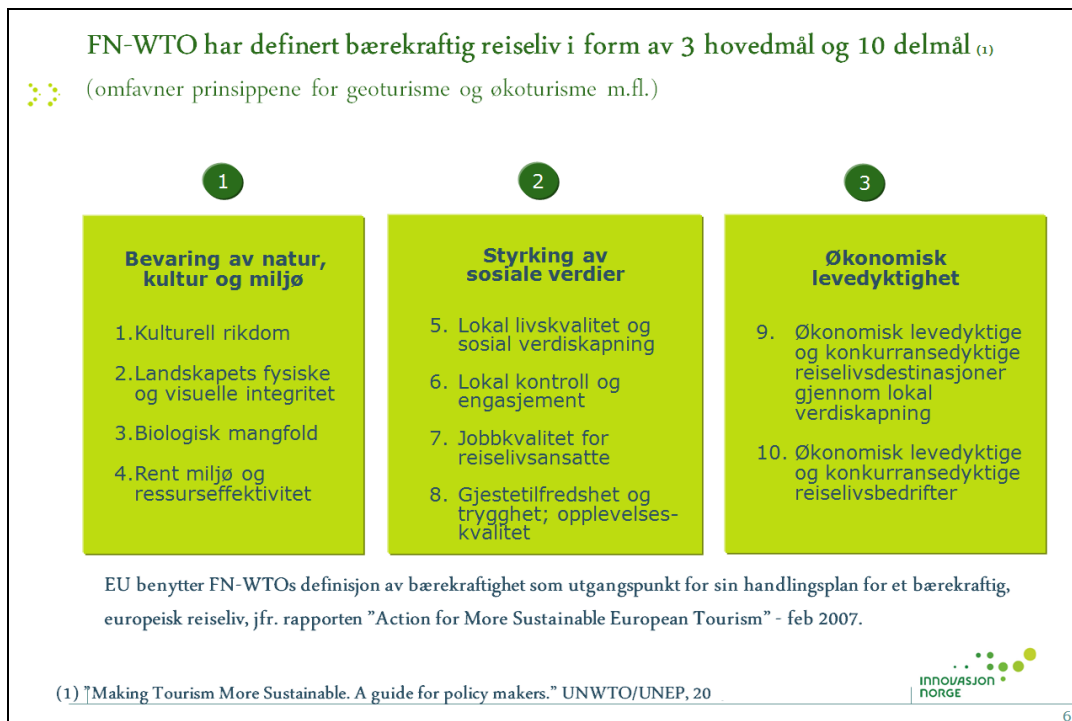 FN-WTO har definert bærekraftig reiseliv i form av 3 hovedmål og 10 delmål (1)
(omfavner prinsippene for geoturisme og økoturisme m.fl.)
1
Bevaring av natur,
kultur og miljø
1.Kulturell rikdom
2.Landskapets fysiske
og visuelle integritet
3.Biologisk mangfold
4.Rent miljø og
ressurseffektivitet
2
Styrking av
sosiale verdier
5. Lokal livskvalitet og
sosial verdiskapning
6. Lokal kontroll og
engasjement
7. Jobbkvalitet for
reiselivsansatte
8. Gjestetilfredshet og
trygghet; opplevelses-
kvalitet
3
Økonomisk
levedyktighet
9. Økonomisk levedyktige
og konkurransedyktige
reiselivsdestinasjoner
gjennom lokal
verdiskapning
10. Økonomisk levedyktige
og konkurransedyktige
reiselivsbedrifter
EU benytter FN-WTOs definisjon av bærekraftighet som utgangspunkt for sin handlingsplan for et bærekraftig,
europeisk reiseliv, jfr. rapporten ”Action for More Sustainable European Tourism” - feb 2007.
(1) ”Making Tourism More Sustainable. A guide for policy makers.” UNWTO/UNEP, 20
INNOVASJON
NORGE
6